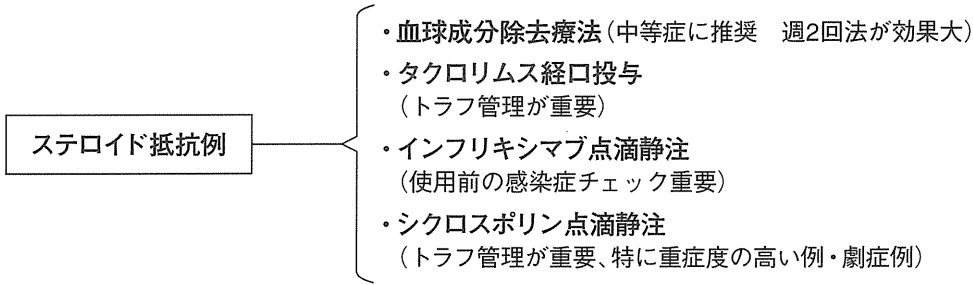 ステロイド抵抗例
・血球成分除去療法（中等症に推奨　週2回法が効果大）
・タクロリムス経口投与
（トラフ管理が重要）
・インフリキシマブ点滴静注
（使用前の感染症チェック重要）
・シクロスポリン点滴静注
（トラフ管理が重要、特に重症度の高い例・劇症例）